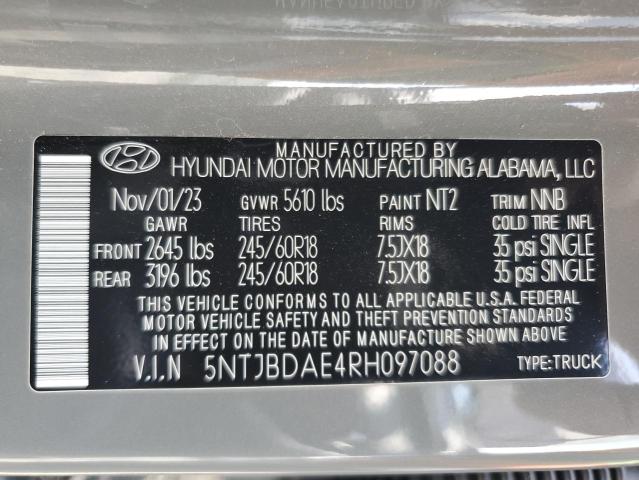 MANUFACTURED BY
HYUNDAI MOTOR MANUFACTURING ALABAMA, LLC
Nov/01/23 GVWR 5610 lbs PAINT NT2 TRIM NNB
GAWR TIRES RIMS COLD TIRE INFL
FRONT 2645 lbs 245/60R18 7.5JX18 35 psi SINGLE
REAR 3196 lbs 245/60R18 7.5JX18 35 psi SINGLE
THIS VEHICLE CONFORMS TO ALL APPLICABLE U.S.A. FEDERAL
MOTOR VEHICLE SAFETY AND THEFT PREVENTION STANDARDS
IN EFFECT ON THE DATE OF MANUFACTURE SHOWN ABOVE.
V.I.N 5NTJBDAE4RH097088 TYPE:TRUCK